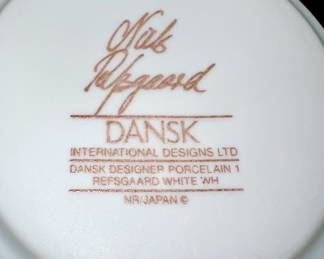 Niels
Refsgaard
DANSK
INTERNATIONAL DESIGNS LTD
DANSK DESIGNER PORCELAIN 1
REFSGAARD WHITE WH
NR/JAPAN ©